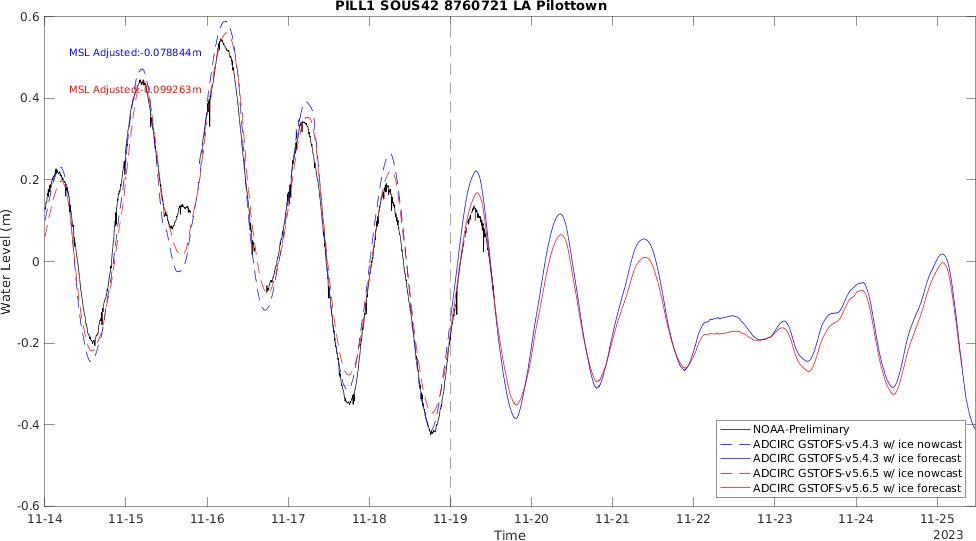 PILL1 SOUS42 8760721 LA Pilottown
MSL Adjusted:-0.078844m
MSL Adjusted:-0.099263m
Water Level (m)
0.6
0.4
0.2
0
-0.2
-0.4
-0.6
NOAA-Preliminary
ADCIRC GSTOFS-v5.4.3 w/ ice nowcast
ADCIRC GSTOFS-v5.4.3 w/ ice forecast
ADCIRC GSTOFS-v5.6.5 w/ ice nowcast
ADCIRC GSTOFS-v5.6.5 w/ ice forecast
11-14 11-15 11-16 11-17 11-18 11-19 11-20 11-21 11-22 11-23 11-24 11-25
Time
2023